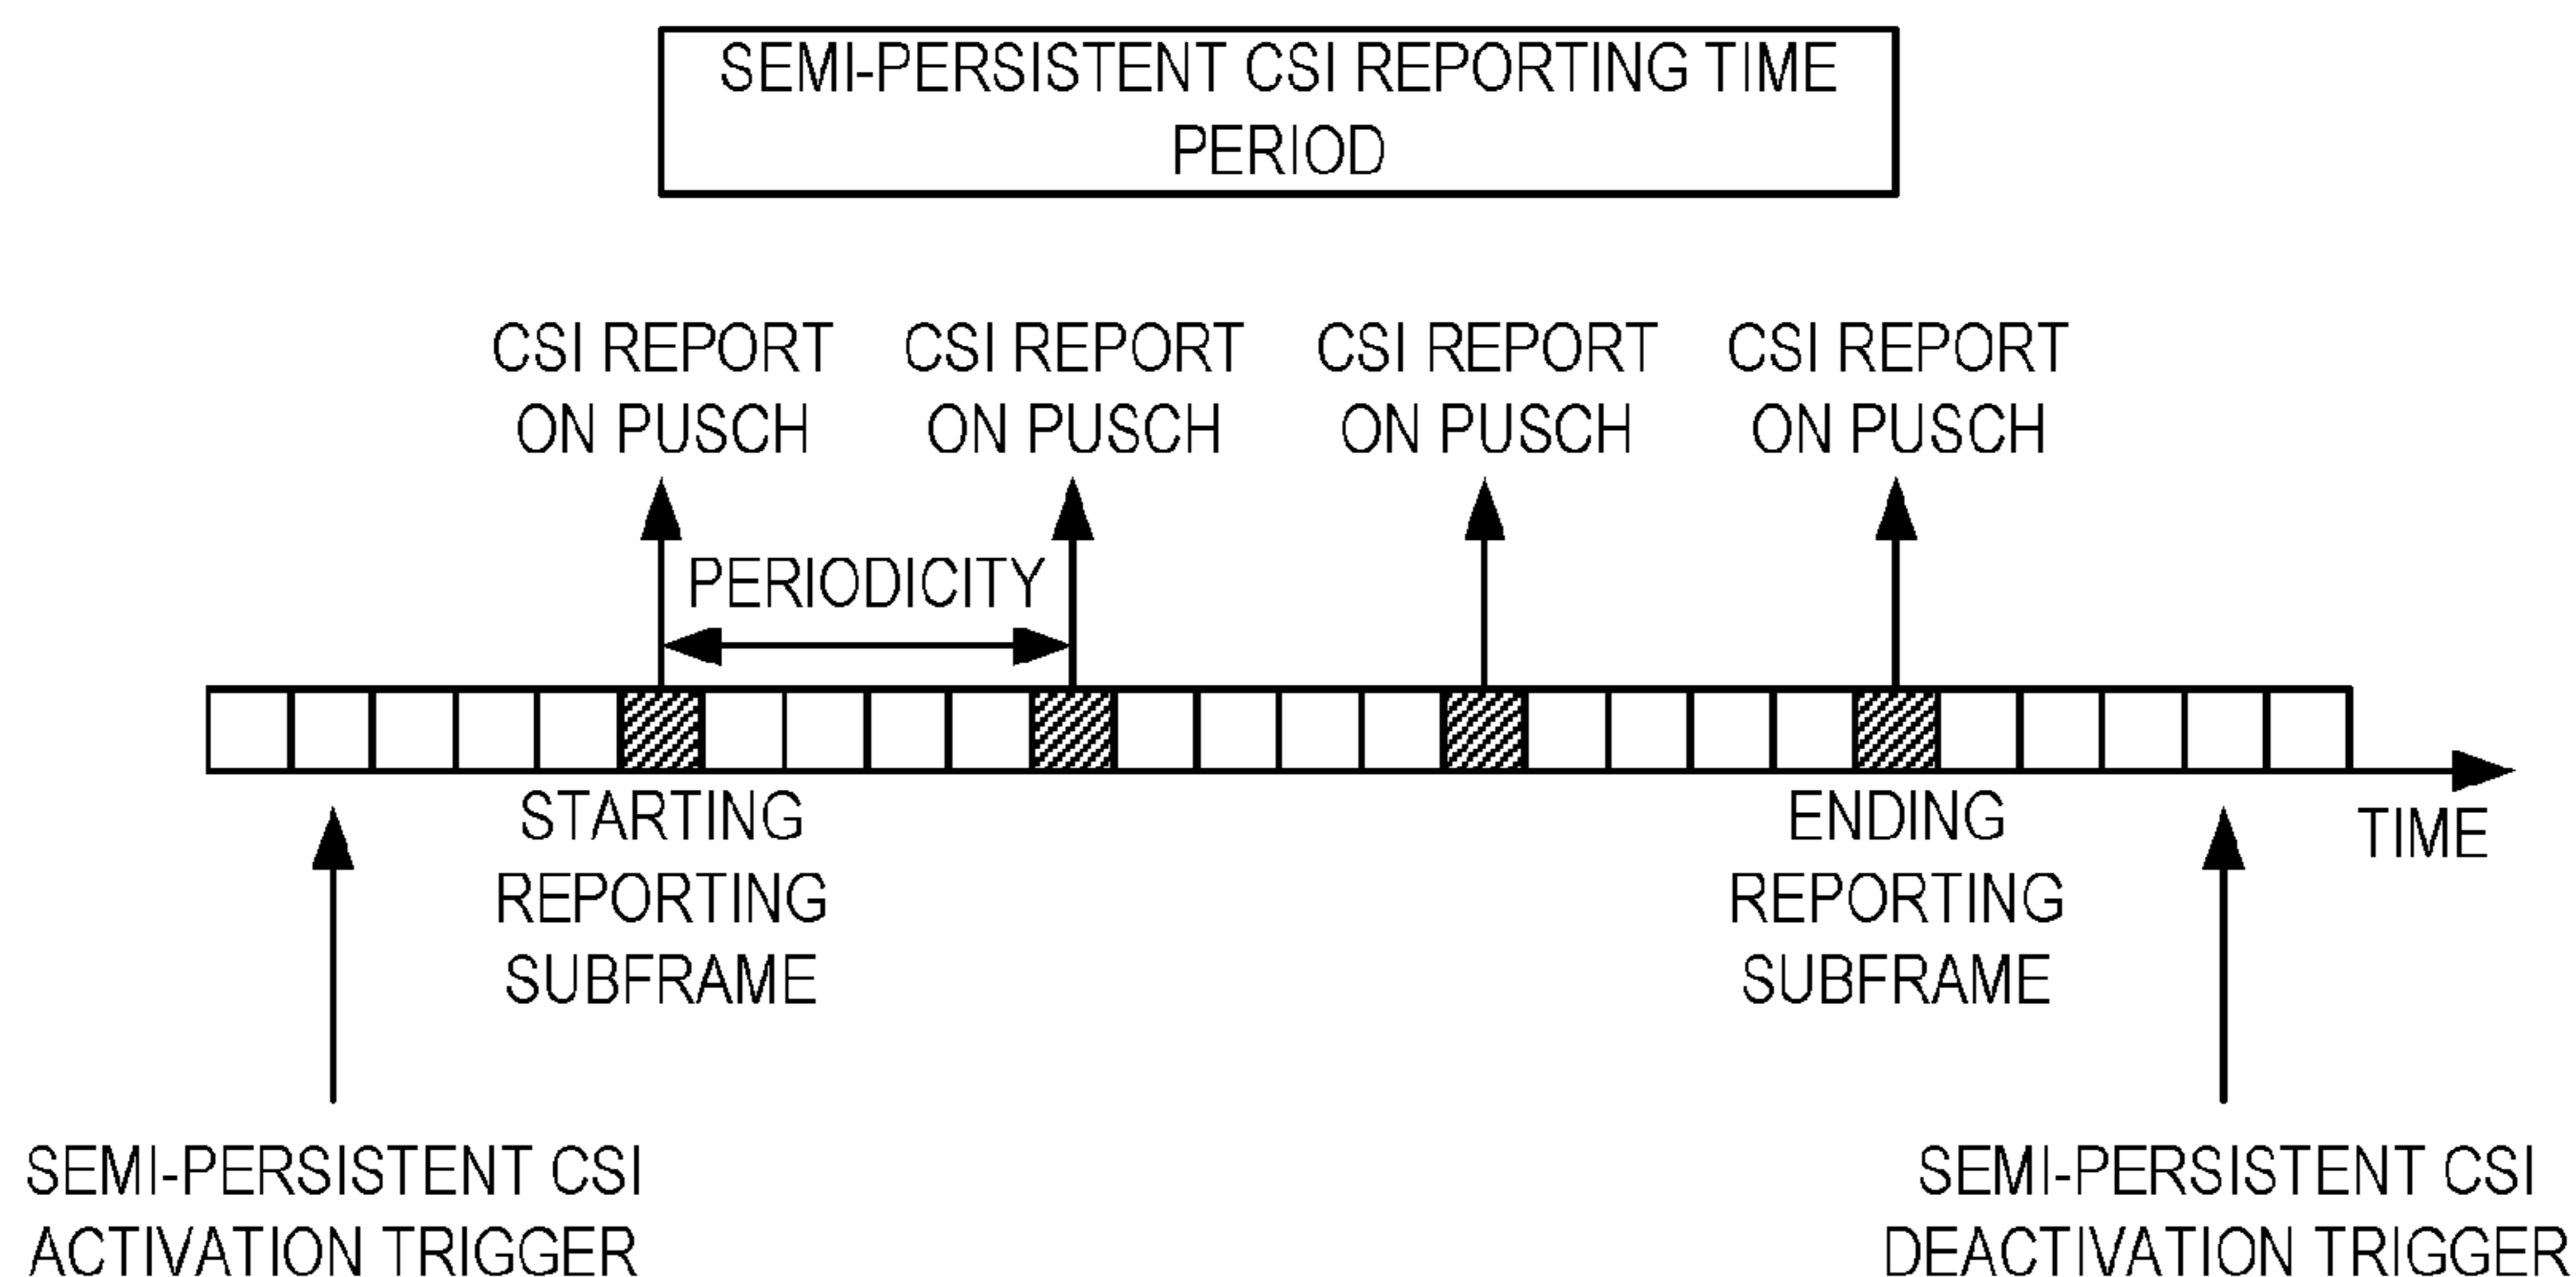 SEMI-PERSISTENT CSI REPORTING TIME
PERIOD
CSI REPORT
ON PUSCH
CSI REPORT
ON PUSCH
CSI REPORT
ON PUSCH
CSI REPORT
ON PUSCH
PERIODICITY
STARTING
REPORTING
SUBFRAME
ENDING
REPORTING
SUBFRAME
TIME
SEMI-PERSISTENT CSI
ACTIVATION TRIGGER
SEMI-PERSISTENT CSI
DEACTIVATION TRIGGER